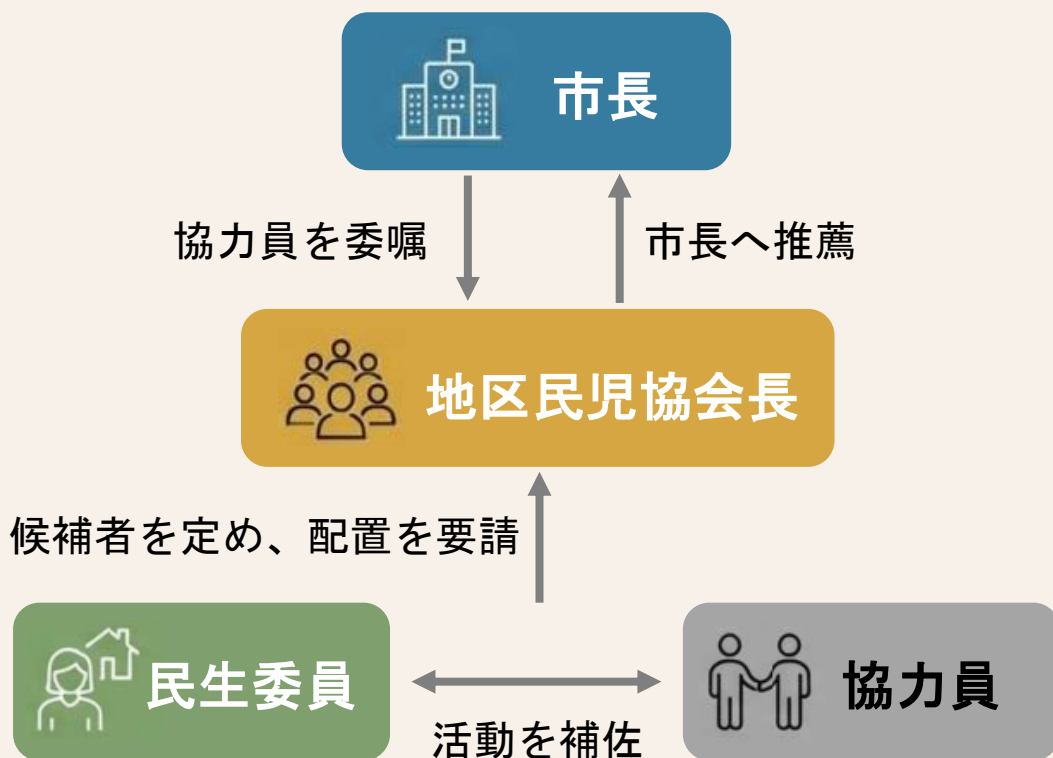 市長
協力員を委嘱
市長へ推薦
地区民児協会長
候補者を定め、配置を要請
民生委員
協力員
活動を補佐